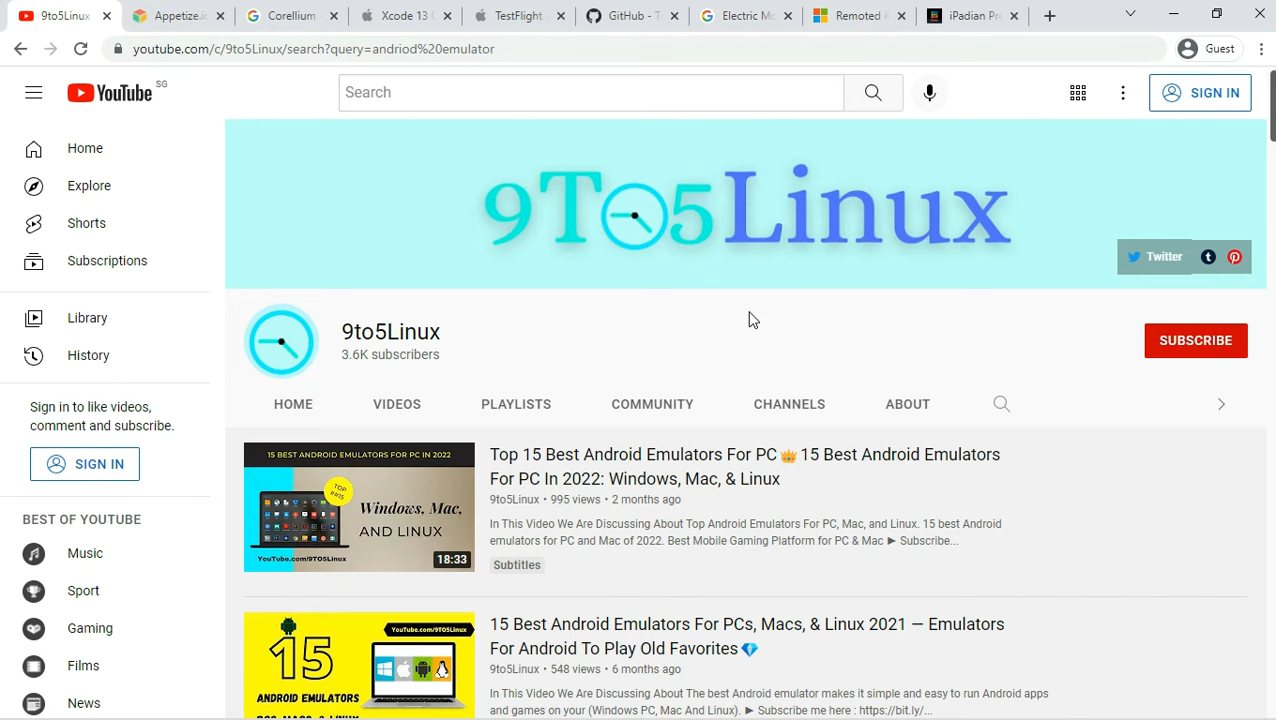 9to5Linux
Appetize.io
Corellium
Xcode 13
TestFlight
GitHub - T
Electric Mo
Remoted
iPadian Pr
youtube.com/c/9to5Linux/search?query=andriod%20emulator
Guest
YouTube SG
Search
SIGN IN
Home
Explore
Shorts
Subscriptions
Library
History
Sign in to like videos,
comment and subscribe.
SIGN IN
BEST OF YOUTUBE
Music
Sport
Gaming
Films
News
9To5Linux
Twitter
9to5Linux
3.6K subscribers
SUBSCRIBE
HOME
VIDEOS
PLAYLISTS
COMMUNITY
CHANNELS
ABOUT
15 BEST ANDROID EMULATORS FOR PC IN 2022
TOP
#15
Windows, Mac,
AND LINUX
YouTube.com/9TO5Linux
18:33
Top 15 Best Android Emulators For PC👑 15 Best Android Emulators
For PC In 2022: Windows, Mac, & Linux
9to5Linux • 995 views • 2 months ago
In This Video We Are Discussing About Top Android Emulators For PC, Mac, and Linux. 15 best Android
emulators for PC and Mac of 2022. Best Mobile Gaming Platform for PC & Mac ► Subscribe...
Subtitles
YouTube.com/9TO5Linux
15
ANDROID EMULATORS
15 Best Android Emulators For PCs, Macs, & Linux 2021 — Emulators
For Android To Play Old Favorites💎
9to5Linux • 548 views • 6 months ago
In This Video We Are Discussing About The best Android emulator makes it simple and easy to run Android apps
and games on your (Windows PC, Mac And Linux). ► Subscribe me here : https://bit.ly/...